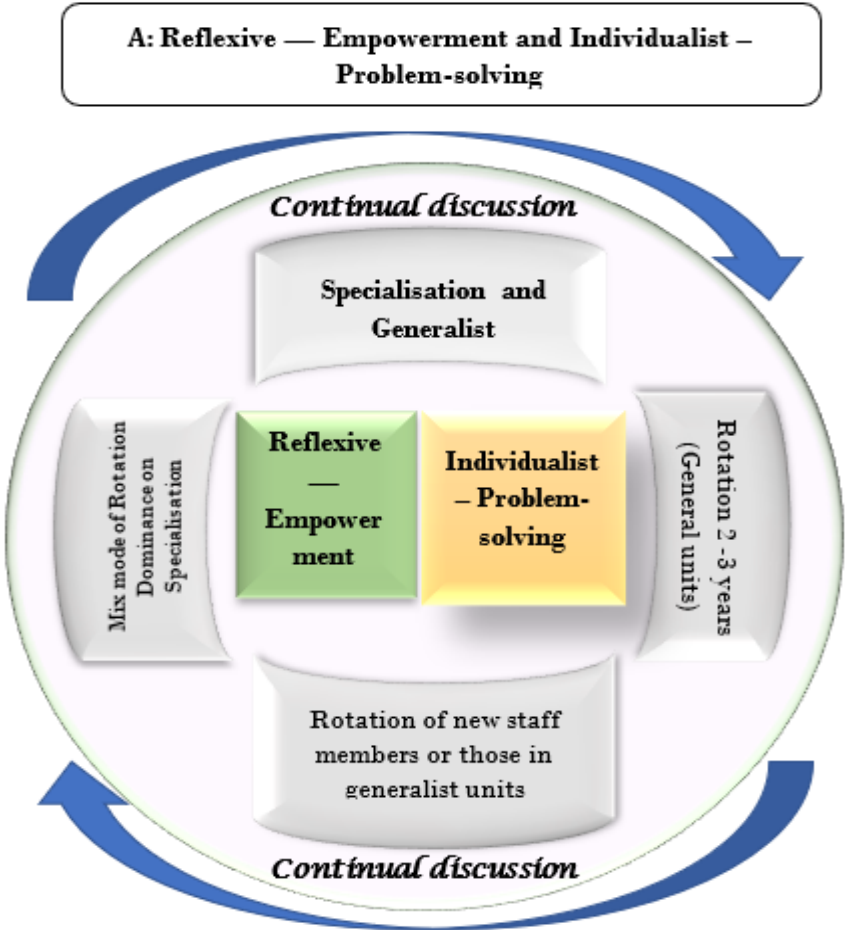 A: Reflexive — Empowerment and Individualist –
Problem-solving
Continual discussion
Specialisation and
Generalist
Mix mode of Rotation
Dominance on
Specialisation
Reflexive
—
Empower
ment
Individualist
– Problem-
solving
Rotation 2 -3 years
(General units)
Rotation of new staff
members or those in
generalist units
Continual discussion